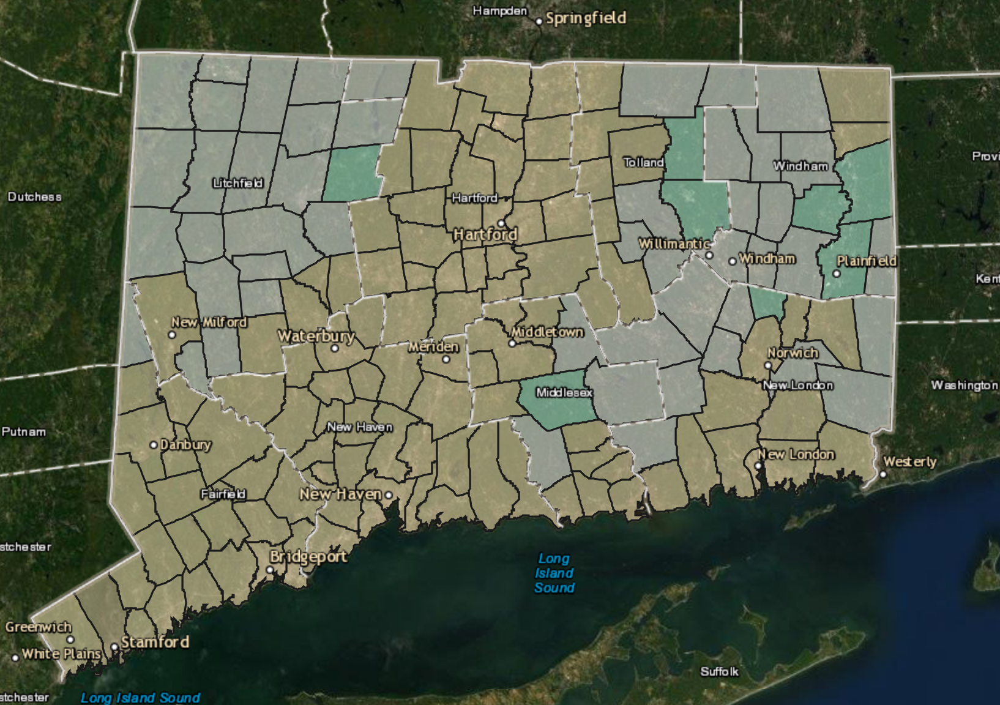 Hampden
Springfield
Provi
Tolland
Windham
Litchfield
Dutchess
Hartford
Hartford
Willimantic
Windham
Plainfield
Kent
New Milford
Waterbury
Meriden
Middletown
Norwich
Middlesex
New London
Washington
New Haven
Putnam
Danbury
New London
Westerly
Fairfield
New Haven
stchester
Bridgeport
Long
Island
Sound
Greenwich
Stamford
White Plains
Suffolk
stchester
Long Island Sound